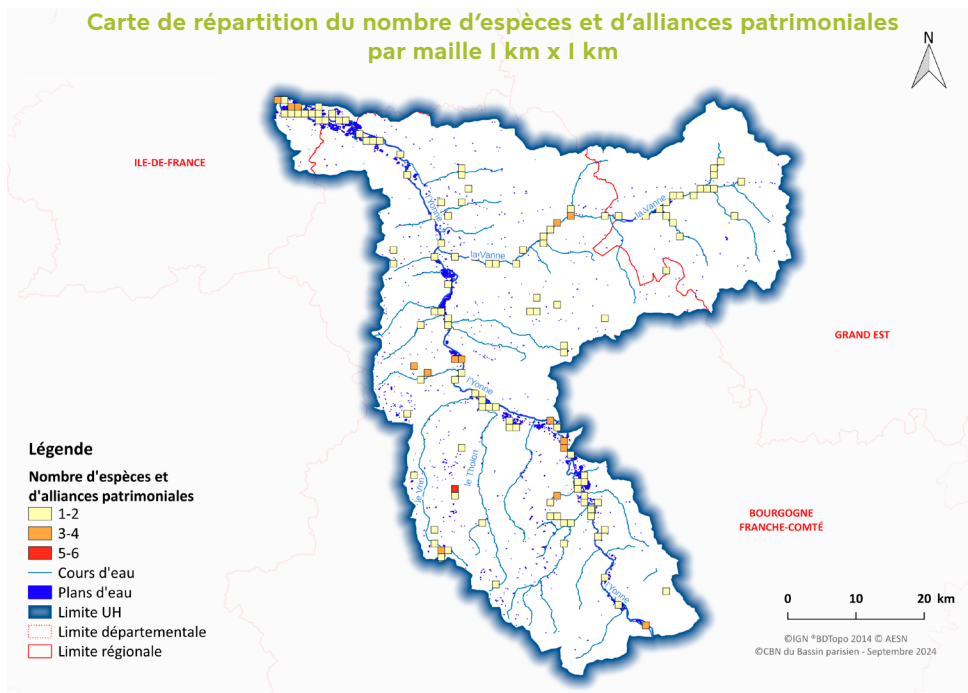 Carte de répartition du nombre d'espèces et d'alliances patrimoniales
par maille 1 km x 1 km
N
ILE-DE-FRANCE
l'Yonne
la Vanne
la Vanne
GRAND EST
l'Yonne
le Tholon
le Vrin
BOURGOGNE
FRANCHE-COMTÉ
l'Yonne
Légende
Nombre d'espèces et
d'alliances patrimoniales
1-2
3-4
5-6
Cours d'eau
Plans d'eau
Limite UH
Limite départementale
Limite régionale
0 10 20 km
©IGN ®BDTopo 2014 © AESN
©CBN du Bassin parisien - Septembre 2024